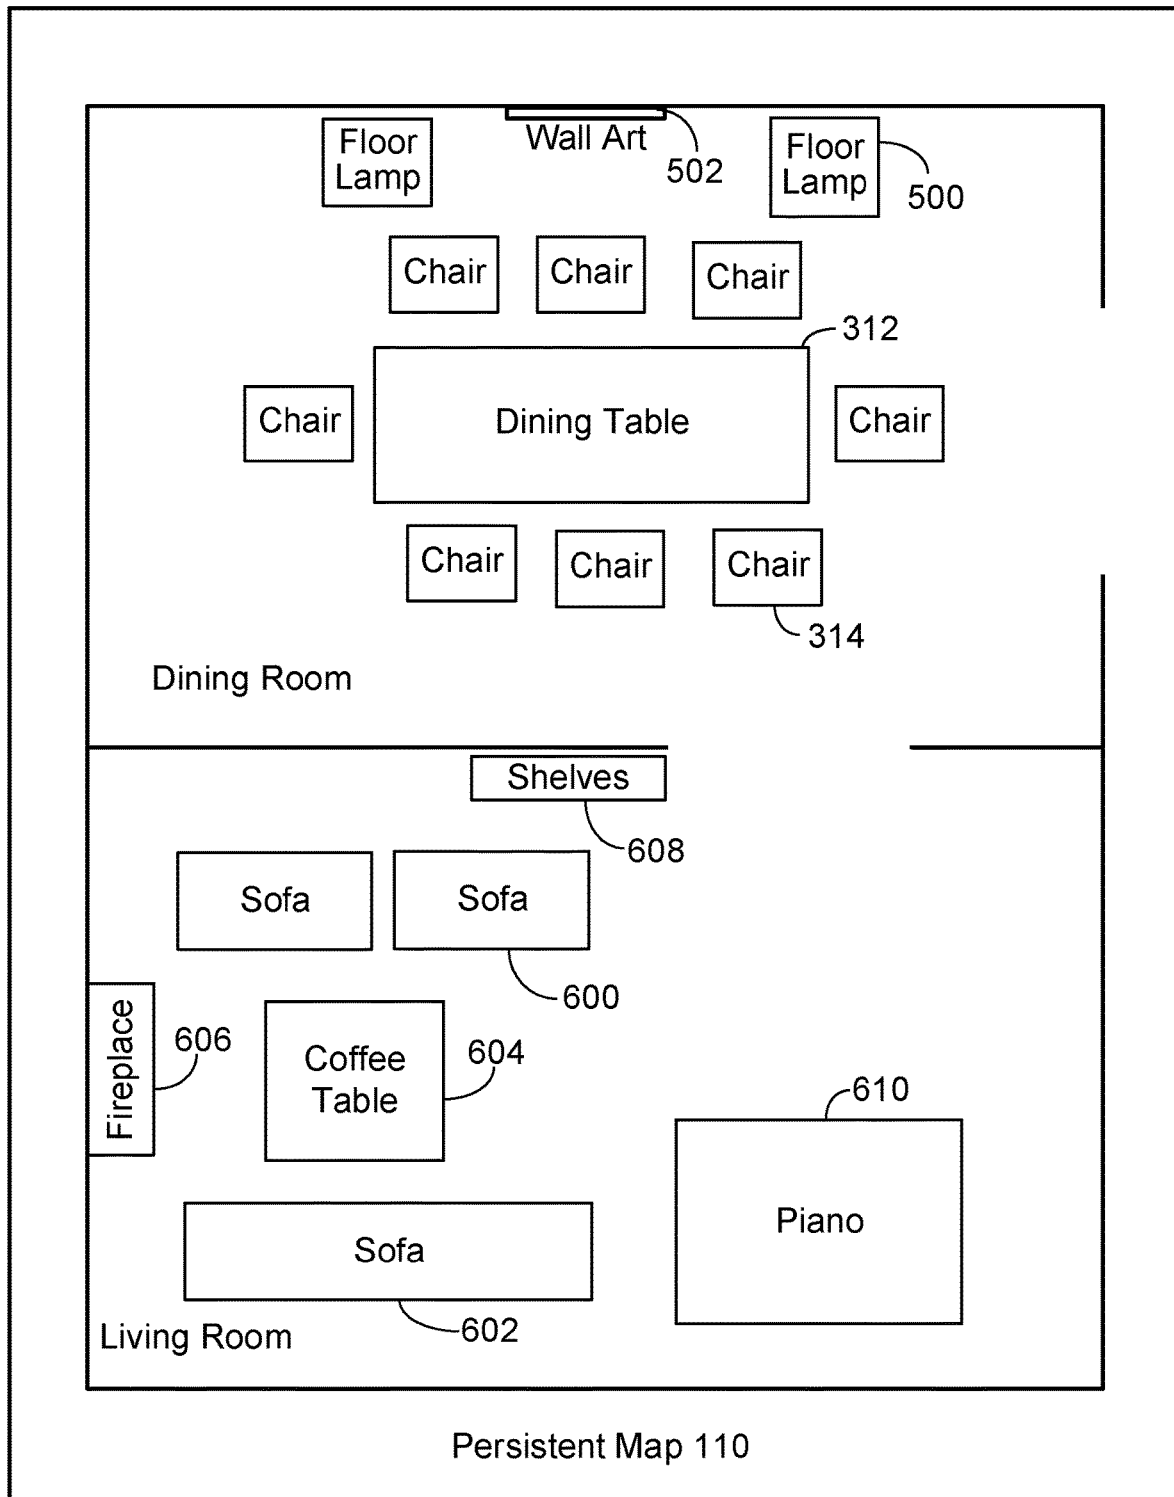 Floor
Lamp
Wall Art
502
Floor
Lamp
500
Chair
Chair
Chair
312
Chair
Dining Table
Chair
Chair
Chair
Chair
314
Dining Room
Shelves
608
Sofa
Sofa
600
Fireplace
606
Coffee
Table
604
610
Piano
Sofa
602
Living Room
Persistent Map 110